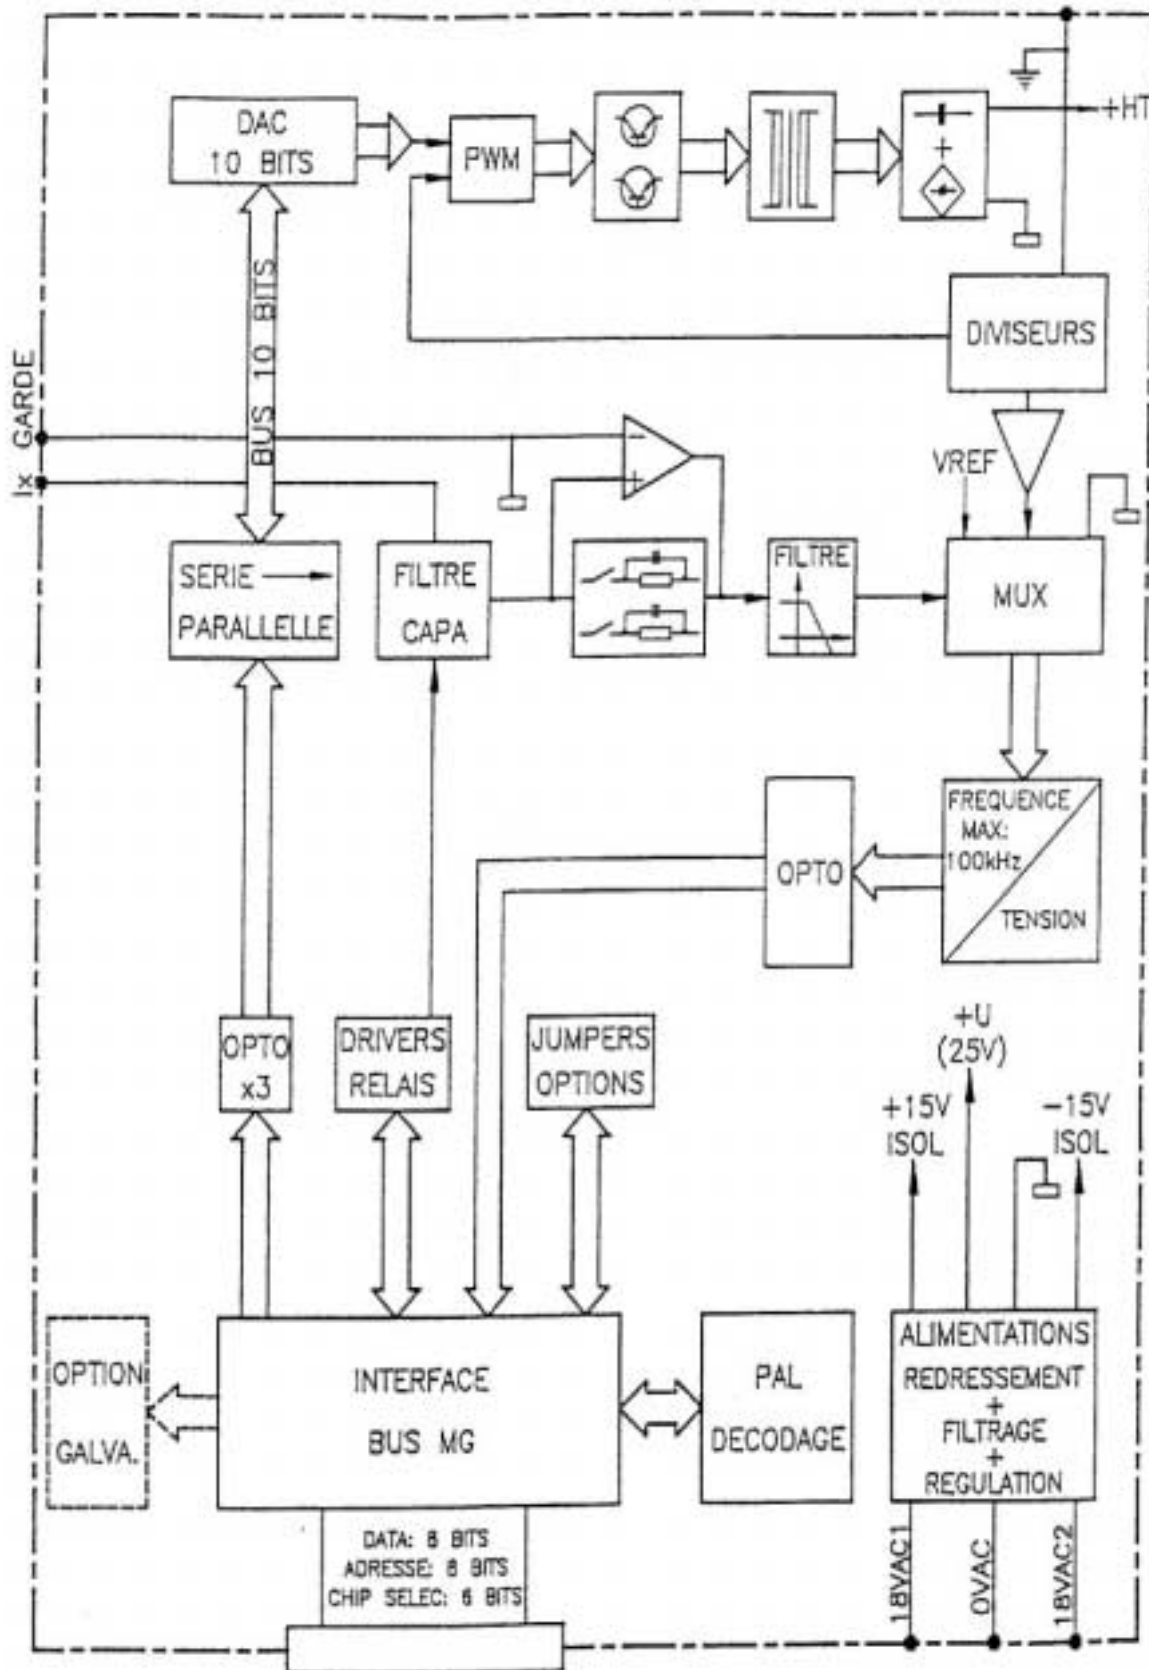 DAC
10 BITS
PWM
+
+HT
DIVISEURS
BUS 10 BITS
GARDE
Ix
-
+
VREF
SERIE
PARALLELLE
FILTRE
CAPA
FILTRE
MUX
FREQUENCE
MAX:
100kHz
TENSION
OPTO
OPTO
x3
DRIVERS
RELAIS
JUMPERS
OPTIONS
+U
(25V)
+15V
ISOL
-15V
ISOL
OPTION
GALVA.
INTERFACE
BUS MG
PAL
DECODAGE
ALIMENTATIONS
REDRESSEMENT
+
FILTRAGE
+
REGULATION
DATA: 8 BITS
ADRESSE: 8 BITS
CHIP SELEC: 6 BITS
18VAC1
0VAC
18VAC2